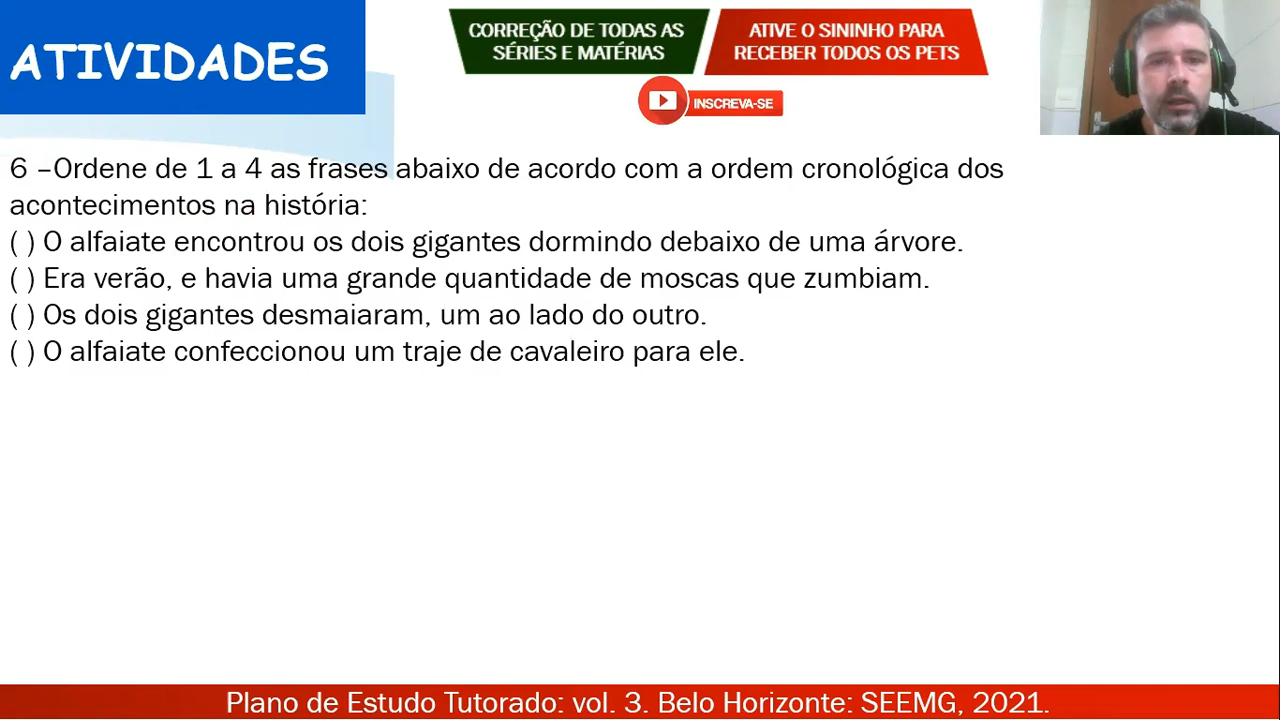 ATIVIDADES
CORREÇÃO DE TODAS AS
SÉRIES E MATÉRIAS
ATIVE O SININHO PARA
RECEBER TODOS OS PETS
INSCREVA-SE
6 –Ordene de 1 a 4 as frases abaixo de acordo com a ordem cronológica dos
acontecimentos na história:
( ) O alfaiate encontrou os dois gigantes dormindo debaixo de uma árvore.
( ) Era verão, e havia uma grande quantidade de moscas que zumbiam.
( ) Os dois gigantes desmaiaram, um ao lado do outro.
( ) O alfaiate confeccionou um traje de cavaleiro para ele.
Plano de Estudo Tutorado: vol. 3. Belo Horizonte: SEEMG, 2021.